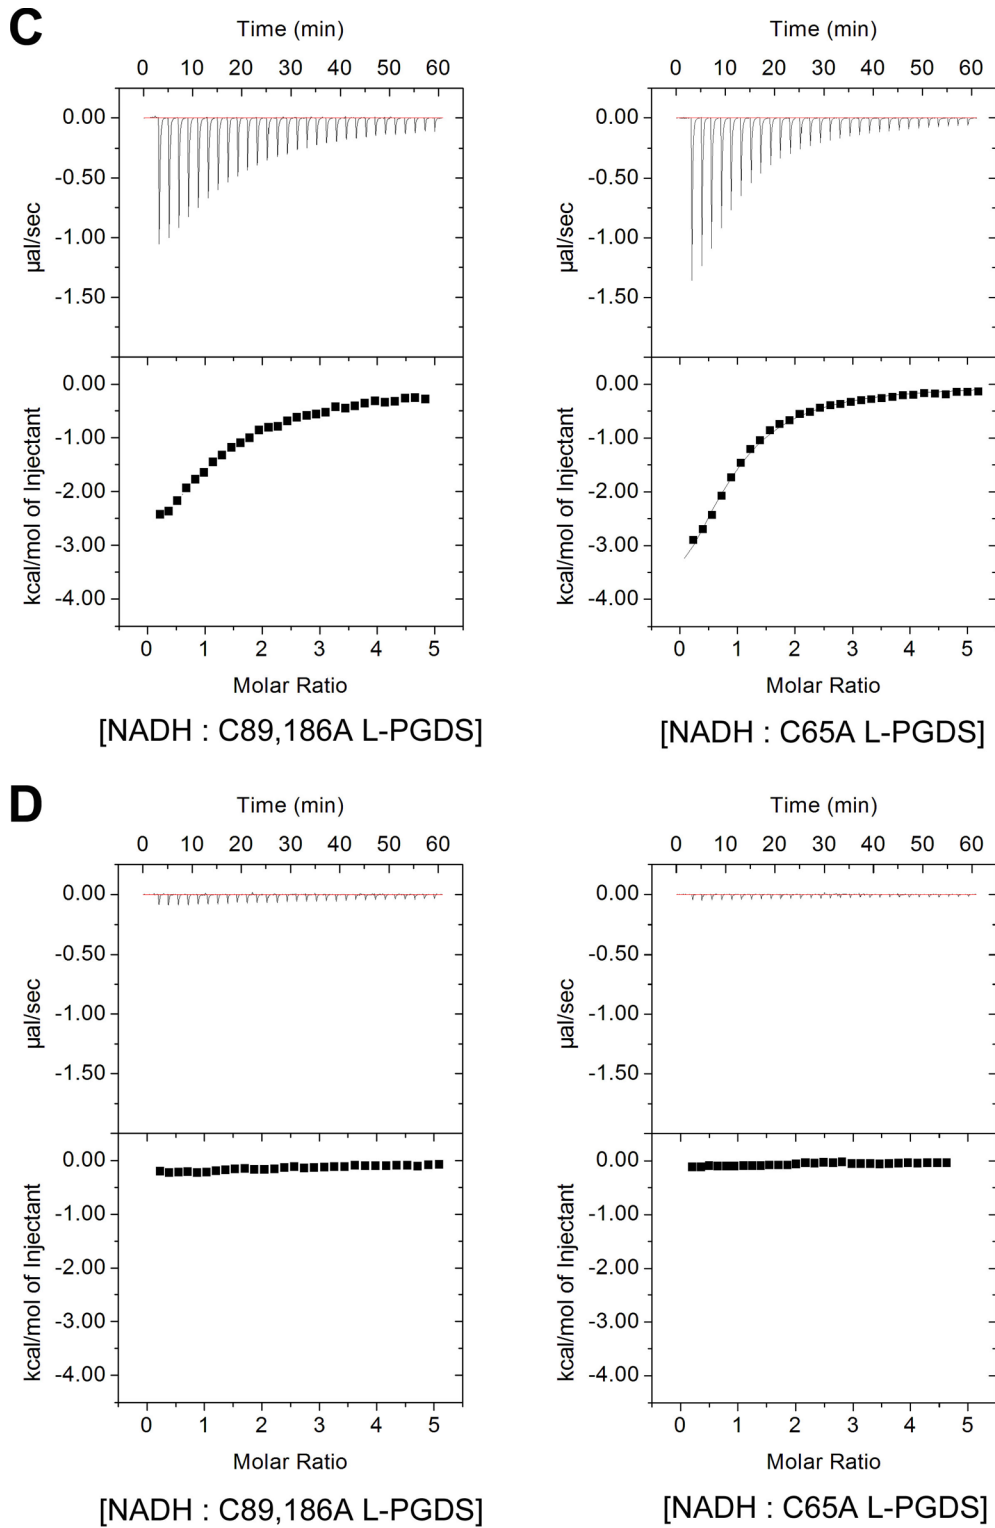 C
Time (min)
0 10 20 30 40 50 60
0.00
-0.50
-1.00
-1.50
µal/sec
0.00
-1.00
-2.00
-3.00
-4.00
kcal/mol of Injectant
0 1 2 3 4 5
Molar Ratio
[NADH : C89,186A L-PGDS]
Time (min)
0 10 20 30 40 50 60
0.00
-0.50
-1.00
-1.50
µal/sec
0.00
-1.00
-2.00
-3.00
-4.00
kcal/mol of Injectant
0 1 2 3 4 5
Molar Ratio
[NADH : C65A L-PGDS]
D
Time (min)
0 10 20 30 40 50 60
0.00
-0.50
-1.00
-1.50
µal/sec
0.00
-1.00
-2.00
-3.00
-4.00
kcal/mol of Injectant
0 1 2 3 4 5
Molar Ratio
[NADH : C89,186A L-PGDS]
Time (min)
0 10 20 30 40 50 60
0.00
-0.50
-1.00
-1.50
µal/sec
0.00
-1.00
-2.00
-3.00
-4.00
kcal/mol of Injectant
0 1 2 3 4 5
Molar Ratio
[NADH : C65A L-PGDS]